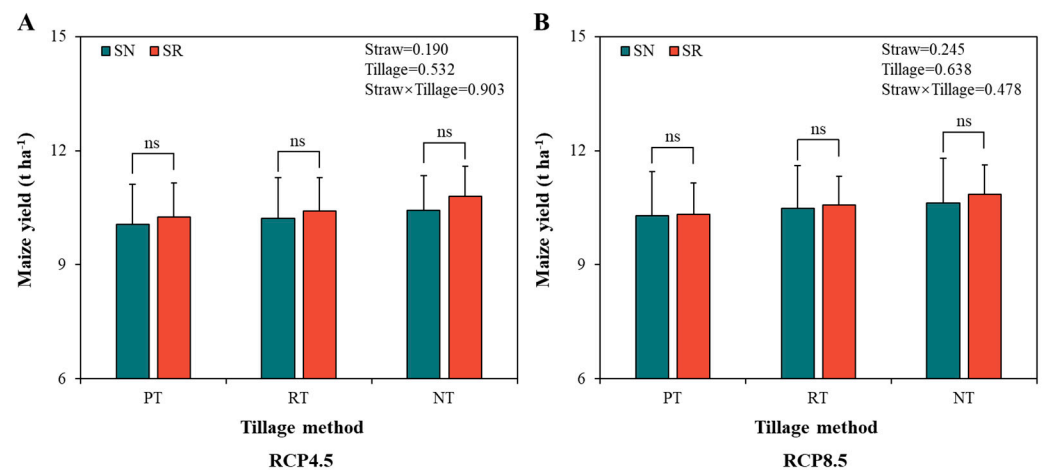 A
15
12
9
6
Maize yield (t ha⁻¹)
SN SR
Straw=0.190
Tillage=0.532
Straw×Tillage=0.903
ns
ns
ns
PT RT NT
Tillage method
RCP4.5
B
15
12
9
6
Maize yield (t ha⁻¹)
SN SR
Straw=0.245
Tillage=0.638
Straw×Tillage=0.478
ns
ns
ns
PT RT NT
Tillage method
RCP8.5